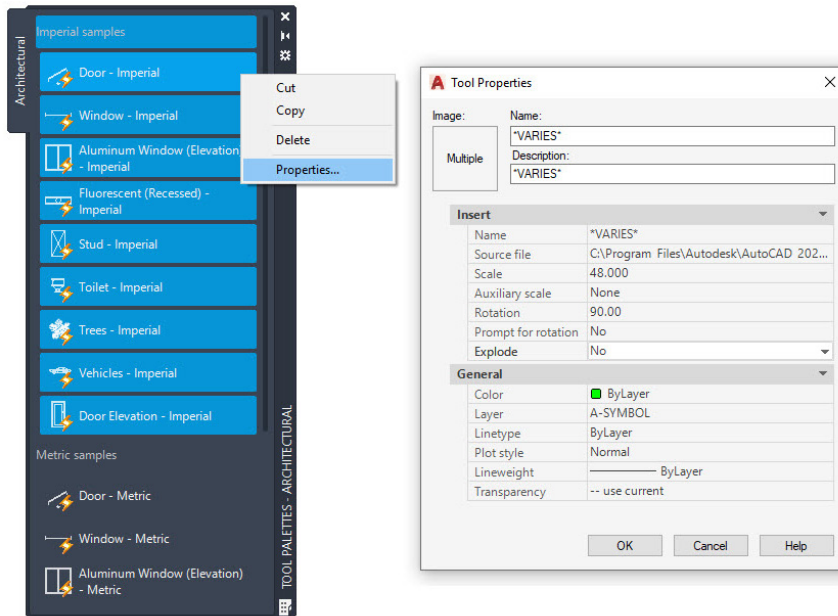 Architectural
Imperial samples
Door - Imperial
Window - Imperial
Aluminum Window (Elevation)
- Imperial
Fluorescent (Recessed) -
Imperial
Stud - Imperial
Toilet - Imperial
Trees - Imperial
Vehicles - Imperial
Door Elevation - Imperial
Metric samples
Door - Metric
Window - Metric
Aluminum Window (Elevation)
- Metric
TOOL PALETTES - ARCHITECTURAL
Cut
Copy
Delete
Properties...
A Tool Properties
Image:
Multiple
Name:
*VARIES*
Description:
*VARIES*
Insert
Name *VARIES*
Source file C:\Program Files\Autodesk\AutoCAD 202...
Scale 48.000
Auxiliary scale None
Rotation 90.00
Prompt for rotation No
Explode No
General
Color ByLayer
Layer A-SYMBOL
Linetype ByLayer
Plot style Normal
Lineweight ByLayer
Transparency -- use current
OK Cancel Help